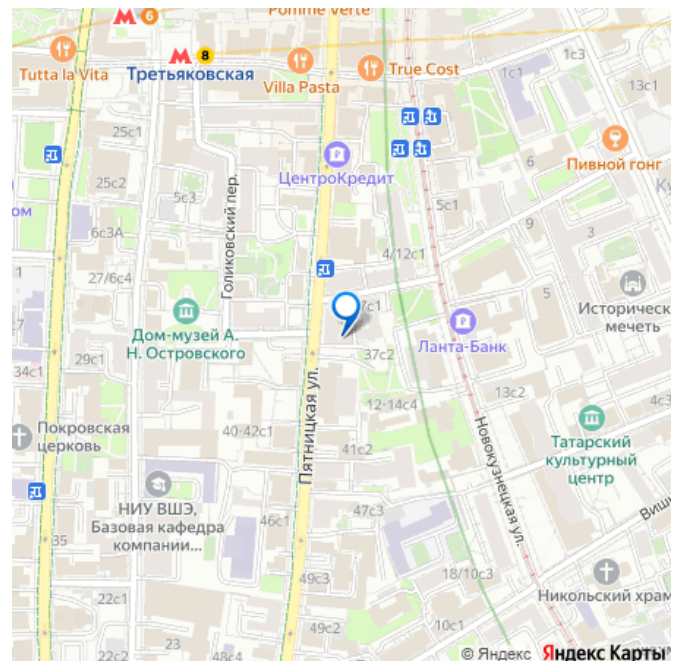 Pomme Verte
6
8
Tutta la Vita
Третьяковская
Villa Pasta
True Cost
1с3
1с1
13с1
25с1
ЦентроКредит
Пивной гонг
6
25с2
5с3
Голиковский пер.
5с1
9
3
6с3А
4/12с1
27/6с4
7с1
5
Историческ
мечеть
Дом-музей А.
Н. Островского
Ланта-Банк
29с1
34с1
37с2
13с2
Пятницкая ул.
12-14с4
Новокузнецкая ул.
Покровская
церковь
40-42с1
41с2
Татарский
культурный
центр
НИУ ВШЭ,
Базовая кафедра
компании...
46с1
47с3
Виш
35
49с3
18/10с3
Никольский храм
22с1
49с2
10с1
22с2
23
48с4
© Яндекс Яндекс Карты